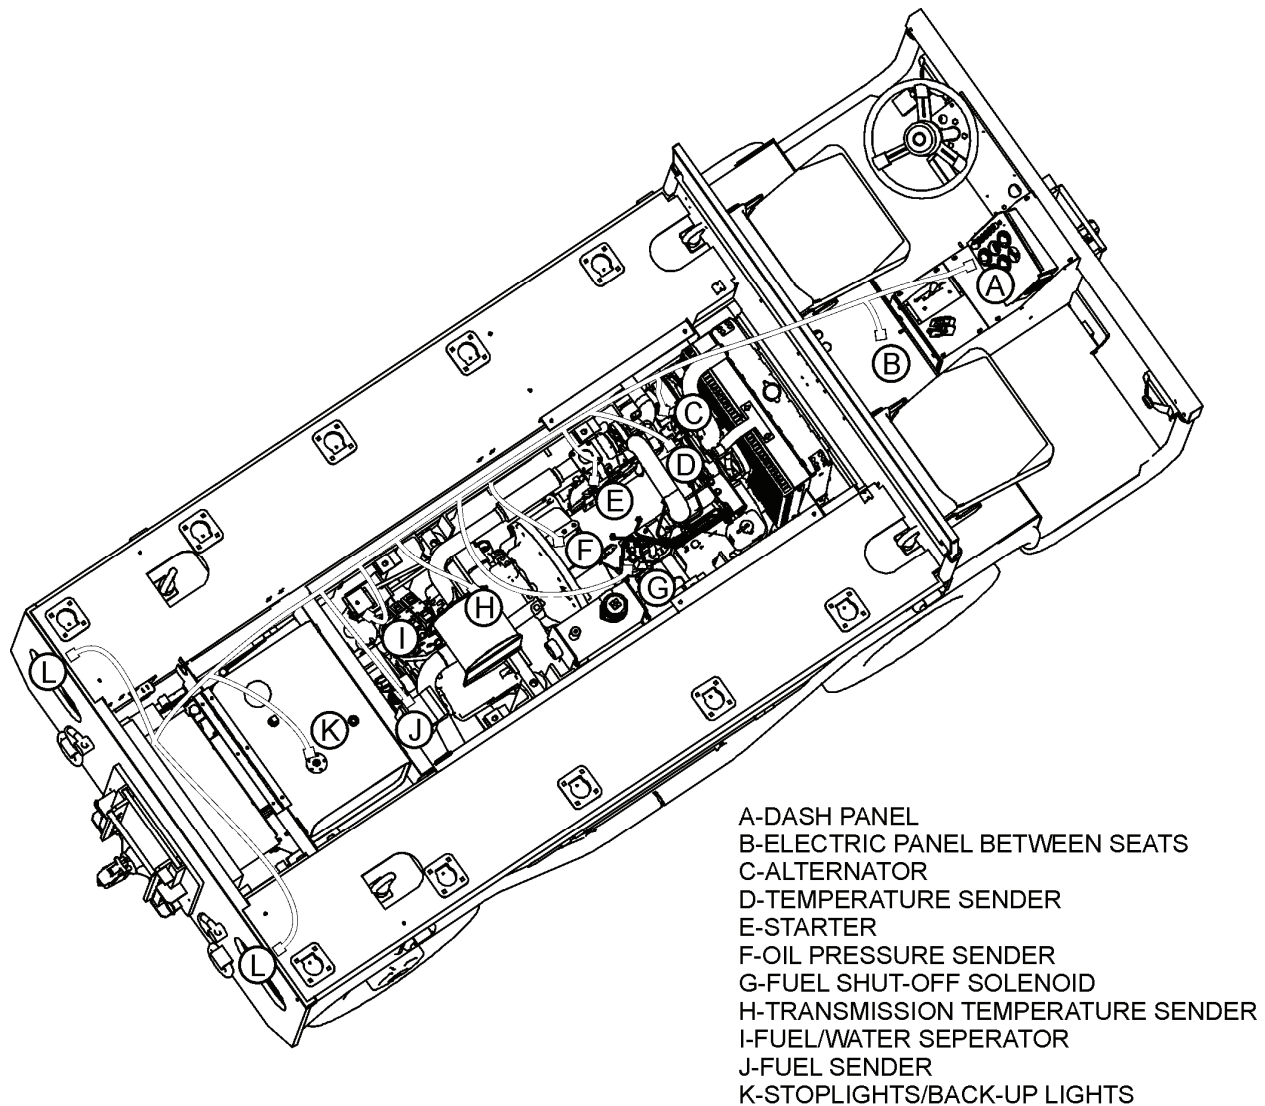 A
B
C
D
E
F
G
H
I
L
K
J
L
A-DASH PANEL
B-ELECTRIC PANEL BETWEEN SEATS
C-ALTERNATOR
D-TEMPERATURE SENDER
E-STARTER
F-OIL PRESSURE SENDER
G-FUEL SHUT-OFF SOLENOID
H-TRANSMISSION TEMPERATURE SENDER
I-FUEL/WATER SEPERATOR
J-FUEL SENDER
K-STOPLIGHTS/BACK-UP LIGHTS